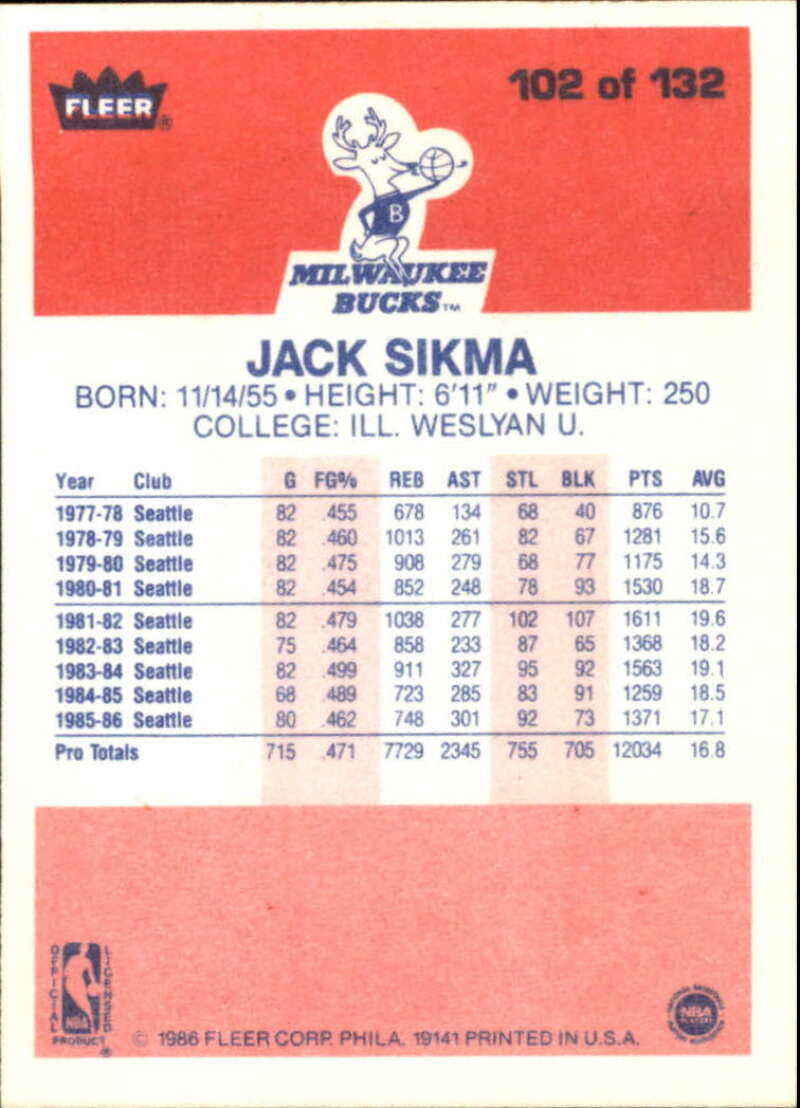 FLEER®
102 of 132
B
MILWAUKEE
BUCKS™
JACK SIKMA
BORN: 11/14/55 • HEIGHT: 6'11" • WEIGHT: 250
COLLEGE: ILL. WESLYAN U.
Year Club G FG% REB AST STL BLK PTS AVG
1977-78 Seattle 82 .455 678 134 68 40 876 10.7
1978-79 Seattle 82 .460 1013 261 82 67 1281 15.6
1979-80 Seattle 82 .475 908 279 68 77 1175 14.3
1980-81 Seattle 82 .454 852 248 78 93 1530 18.7
1981-82 Seattle 82 .479 1038 277 102 107 1611 19.6
1982-83 Seattle 75 .464 858 233 87 65 1368 18.2
1983-84 Seattle 82 .499 911 327 95 92 1563 19.1
1984-85 Seattle 68 .489 723 285 83 91 1259 18.5
1985-86 Seattle 80 .462 748 301 92 73 1371 17.1
Pro Totals 715 .471 7729 2345 755 705 12034 16.8
OFFICIAL
LICENSED
NBA
PRODUCT®
© 1986 FLEER CORP. PHILA. 19141 PRINTED IN U.S.A.
NBA
PLAYERS